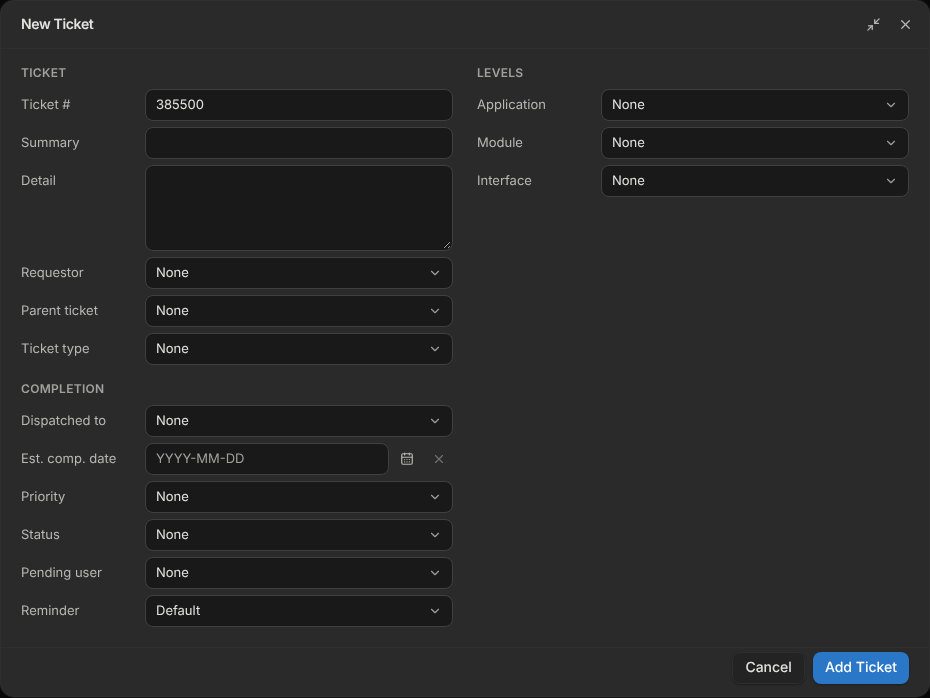 New Ticket
TICKET
Ticket # 385500
Summary
Detail
Requestor None
Parent ticket None
Ticket type None
COMPLETION
Dispatched to None
Est. comp. date YYYY-MM-DD
Priority None
Status None
Pending user None
Reminder Default
LEVELS
Application None
Module None
Interface None
Cancel Add Ticket